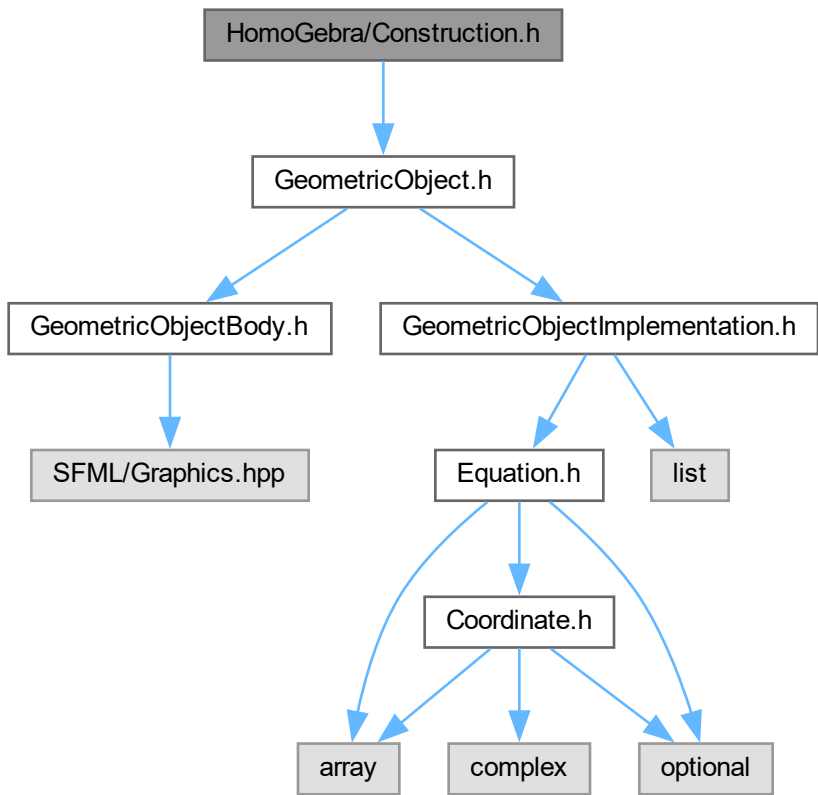 HomoGebra/Construction.h
GeometricObject.h
GeometricObjectBody.h
GeometricObjectImplementation.h
SFML/Graphics.hpp
Equation.h
list
Coordinate.h
array
complex
optional